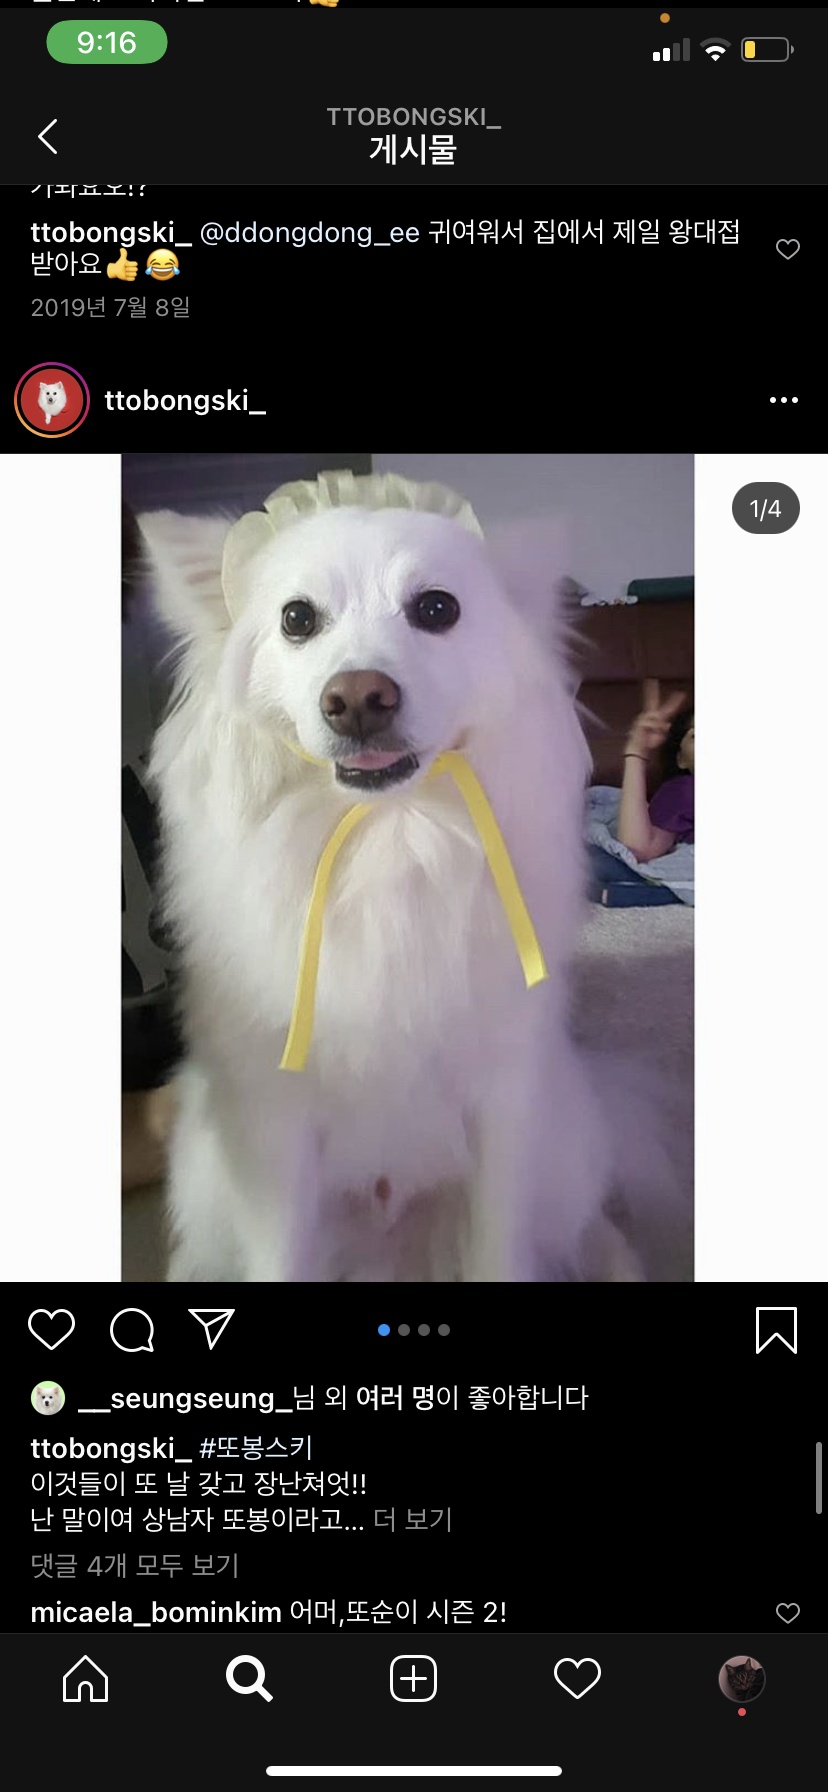 9:16
TTOBONGSKI_
게시물
가봐요오!?
ttobongski_ @ddongdong_ee 귀여워서 집에서 제일 왕대접
받아요👍😂
2019년 7월 8일
ttobongski_
1/4
__seungseung_님 외 여러 명이 좋아합니다
ttobongski_ #또봉스키
이것들이 또 날 갖고 장난쳐엇!!
난 말이여 상남자 또봉이라고... 더 보기
댓글 4개 모두 보기
micaela_bominkim 어머,또순이 시즌 2!